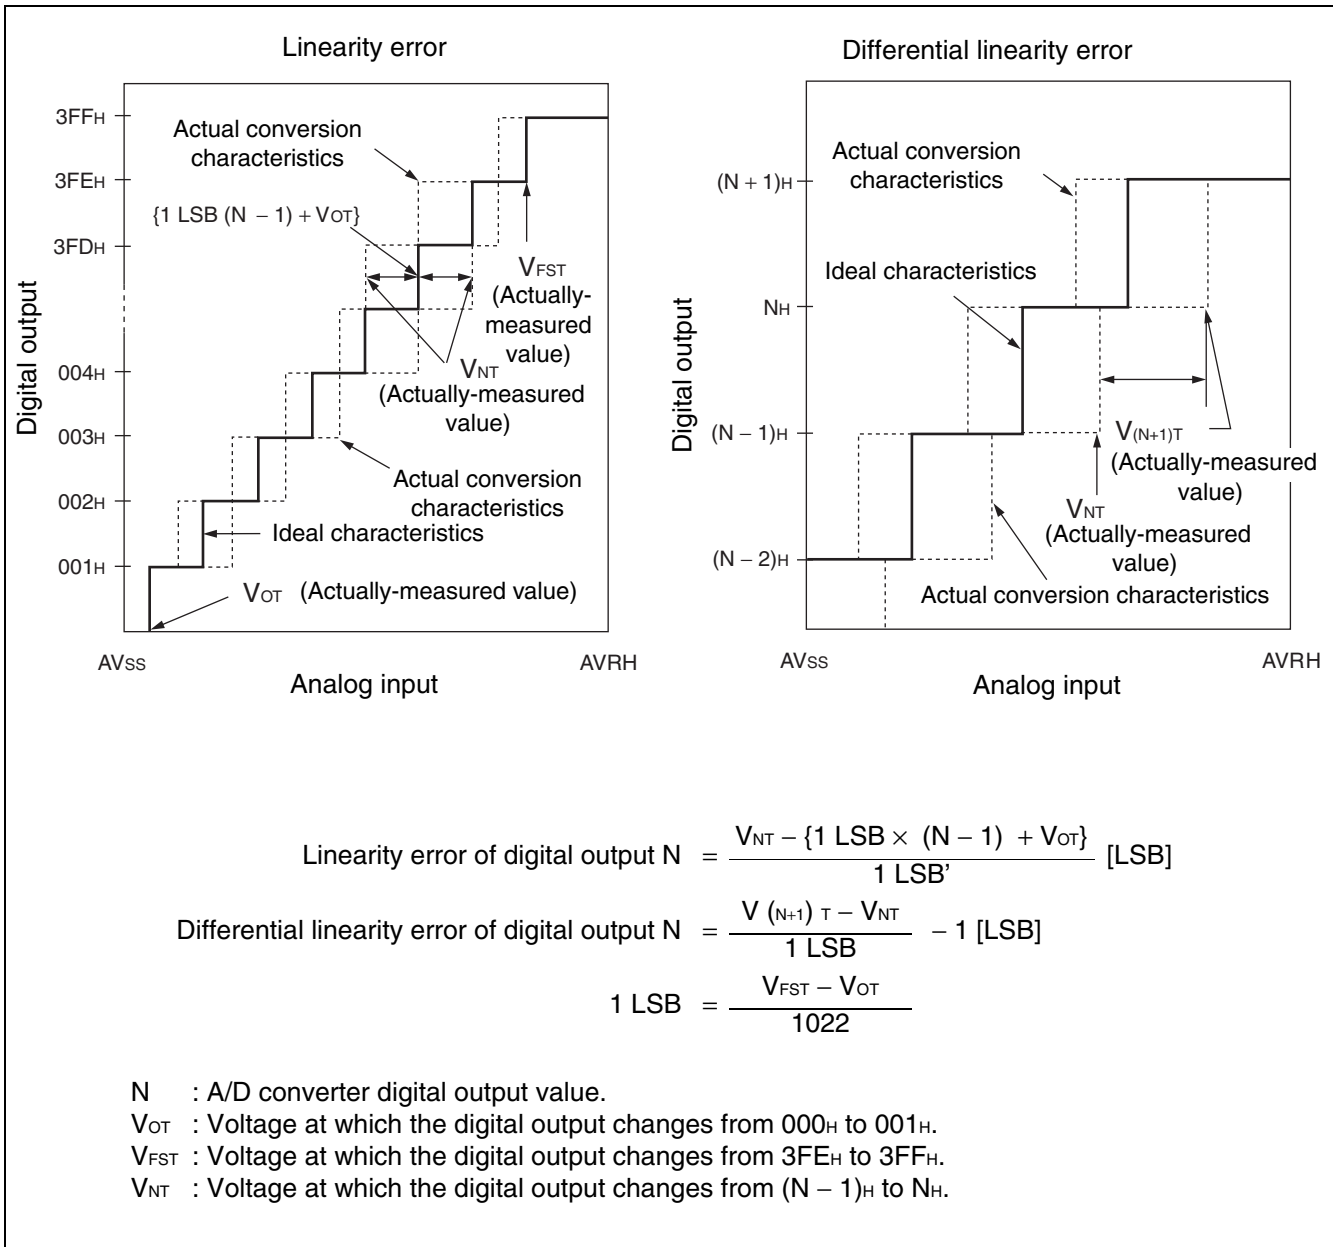 Linearity error
3FFH
3FEH
3FDH
004H
003H
002H
001H
Digital output
Actual conversion
characteristics
{1 LSB (N − 1) + VOT}
VFST
(Actually-
measured
value)
VNT
(Actually-measured
value)
Actual conversion
characteristics
Ideal characteristics
VOT (Actually-measured value)
AVSS
AVRH
Analog input
Differential linearity error
(N + 1)H
NH
(N − 1)H
(N − 2)H
Digital output
Actual conversion
characteristics
Ideal characteristics
V(N+1)T
(Actually-measured
value)
VNT
(Actually-measured
value)
Actual conversion characteristics
AVSS
AVRH
Analog input
Linearity error of digital output N = VNT − {1 LSB × (N − 1) + VOT} / 1 LSB' [LSB]
Differential linearity error of digital output N = V (N+1) T − VNT / 1 LSB − 1 [LSB]
1 LSB = VFST − VOT / 1022
N : A/D converter digital output value.
VOT : Voltage at which the digital output changes from 000H to 001H.
VFST : Voltage at which the digital output changes from 3FEH to 3FFH.
VNT : Voltage at which the digital output changes from (N − 1)H to NH.